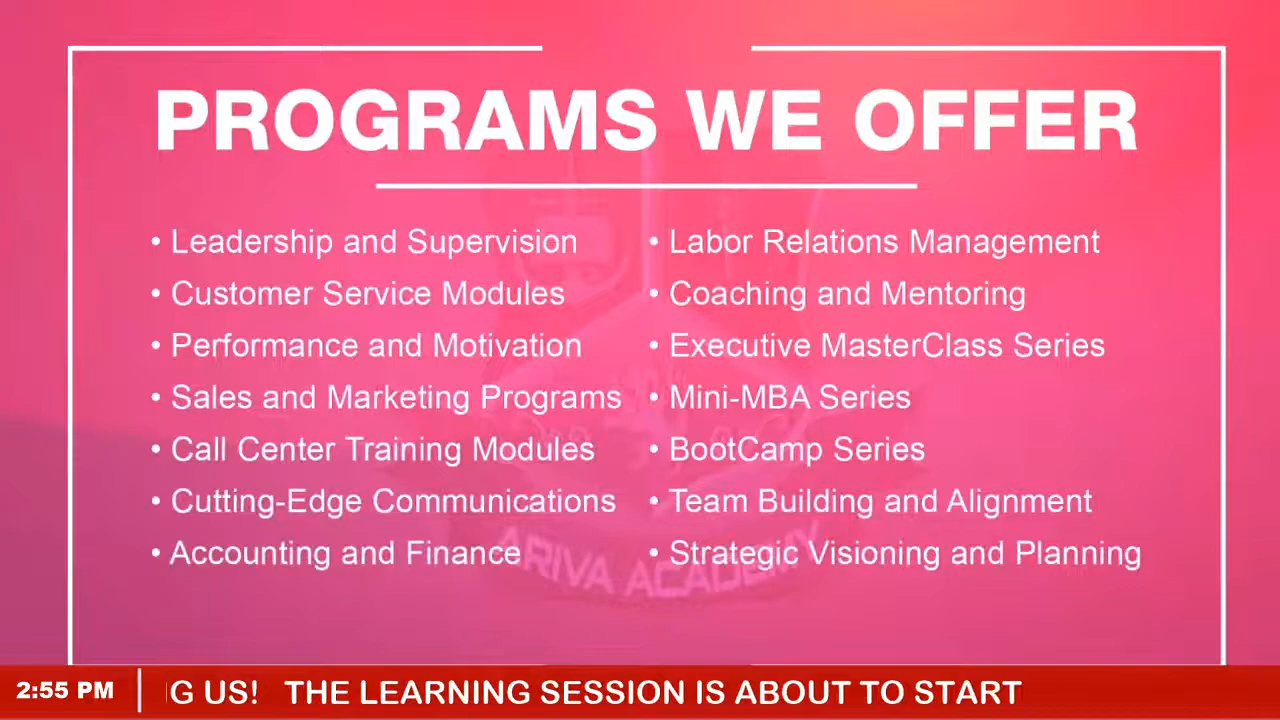 PROGRAMS WE OFFER
• Leadership and Supervision
• Customer Service Modules
• Performance and Motivation
• Sales and Marketing Programs
• Call Center Training Modules
• Cutting-Edge Communications
• Accounting and Finance
• Labor Relations Management
• Coaching and Mentoring
• Executive MasterClass Series
• Mini-MBA Series
• BootCamp Series
• Team Building and Alignment
• Strategic Visioning and Planning
ARIVA ACADEMY
2:55 PM
G US! THE LEARNING SESSION IS ABOUT TO START